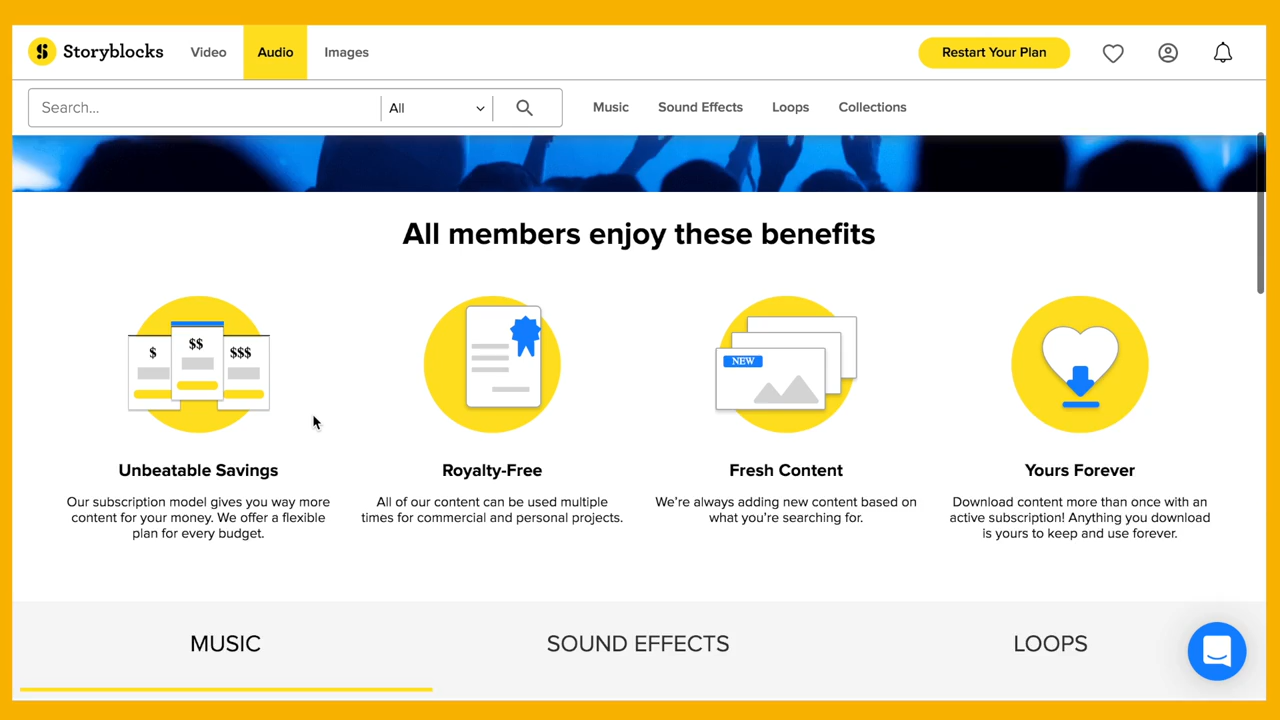 Storyblocks
Video
Audio
Images
Restart Your Plan
Search...
All
Music
Sound Effects
Loops
Collections
All members enjoy these benefits
$
$$
$$$
NEW
Unbeatable Savings
Our subscription model gives you way more
content for your money. We offer a flexible
plan for every budget.
Royalty-Free
All of our content can be used multiple
times for commercial and personal projects.
Fresh Content
We’re always adding new content based on
what you’re searching for.
Yours Forever
Download content more than once with an
active subscription! Anything you download
is yours to keep and use forever.
MUSIC
SOUND EFFECTS
LOOPS